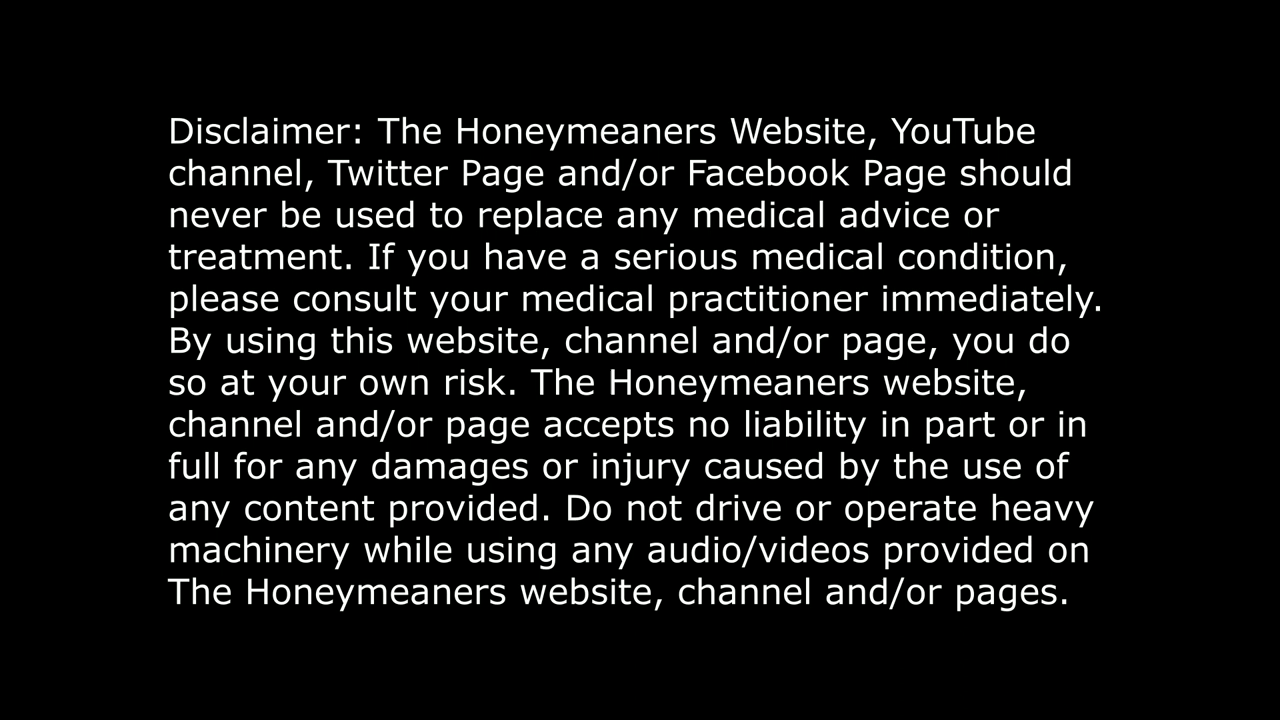 Disclaimer: The Honeymeaners Website, YouTube
channel, Twitter Page and/or Facebook Page should
never be used to replace any medical advice or
treatment. If you have a serious medical condition,
please consult your medical practitioner immediately.
By using this website, channel and/or page, you do
so at your own risk. The Honeymeaners website,
channel and/or page accepts no liability in part or in
full for any damages or injury caused by the use of
any content provided. Do not drive or operate heavy
machinery while using any audio/videos provided on
The Honeymeaners website, channel and/or pages.